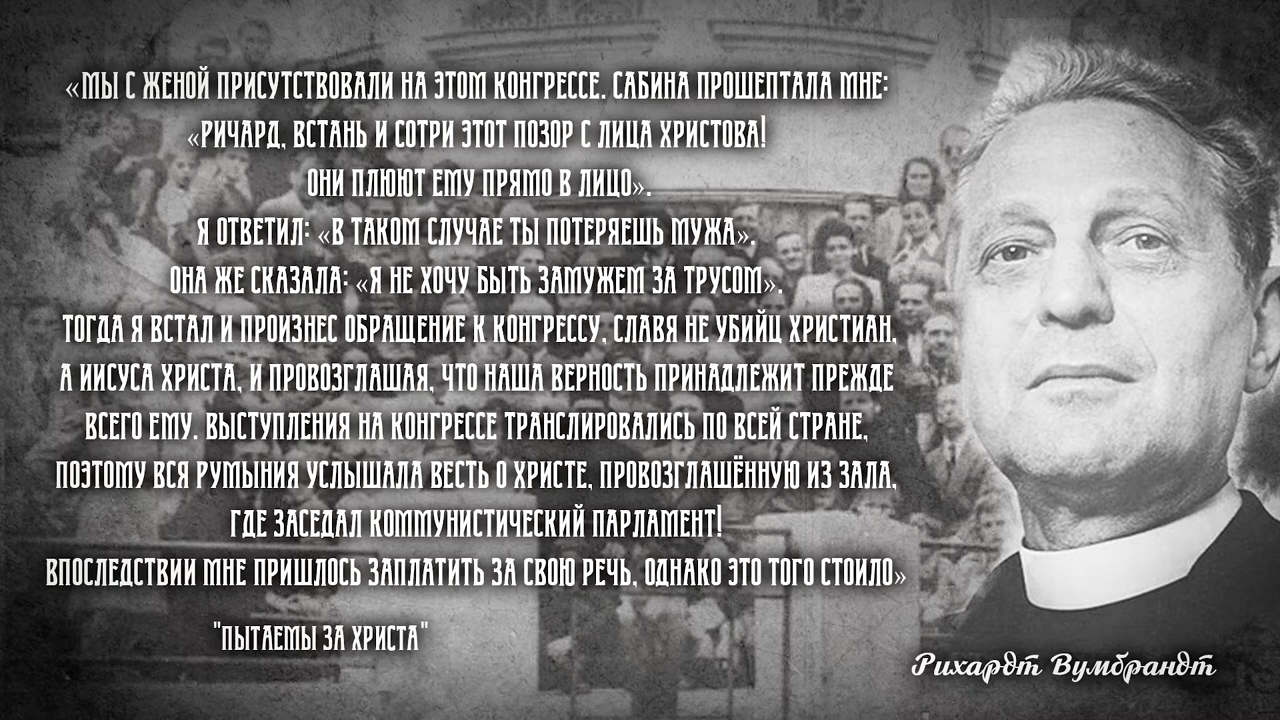 «МЫ С ЖЕНОЙ ПРИСУТСТВОВАЛИ НА ЭТОМ КОНГРЕССЕ. САБИНА ПРОШЕПТАЛА МНЕ:
«РИЧАРД, ВСТАНЬ И СОТРИ ЭТОТ ПОЗОР С ЛИЦА ХРИСТОВА!
ОНИ ПЛЮЮТ ЕМУ ПРЯМО В ЛИЦО».
Я ОТВЕТИЛ: «В ТАКОМ СЛУЧАЕ ТЫ ПОТЕРЯЕШЬ МУЖА».
ОНА ЖЕ СКАЗАЛА: «Я НЕ ХОЧУ БЫТЬ ЗАМУЖЕМ ЗА ТРУСОМ».
ТОГДА Я ВСТАЛ И ПРОИЗНЕС ОБРАЩЕНИЕ К КОНГРЕССУ, СЛАВЯ НЕ УБИЙЦ ХРИСТИАН,
А ИИСУСА ХРИСТА, И ПРОВОЗГЛАШАЯ, ЧТО НАША ВЕРНОСТЬ ПРИНАДЛЕЖИТ ПРЕЖДЕ
ВСЕГО ЕМУ. ВЫСТУПЛЕНИЯ НА КОНГРЕССЕ ТРАНСЛИРОВАЛИСЬ ПО ВСЕЙ СТРАНЕ,
ПОЭТОМУ ВСЯ РУМЫНИЯ УСЛЫШАЛА ВЕСТЬ О ХРИСТЕ, ПРОВОЗГЛАШЁННУЮ ИЗ ЗАЛА,
ГДЕ ЗАСЕДАЛ КОММУНИСТИЧЕСКИЙ ПАРЛАМЕНТ!
ВПОСЛЕДСТВИИ МНЕ ПРИШЛОСЬ ЗАПЛАТИТЬ ЗА СВОЮ РЕЧЬ, ОДНАКО ЭТО ТОГО СТОИЛО»
"ПЫТАЕМЫ ЗА ХРИСТА"
Рихардт Вумбрандт